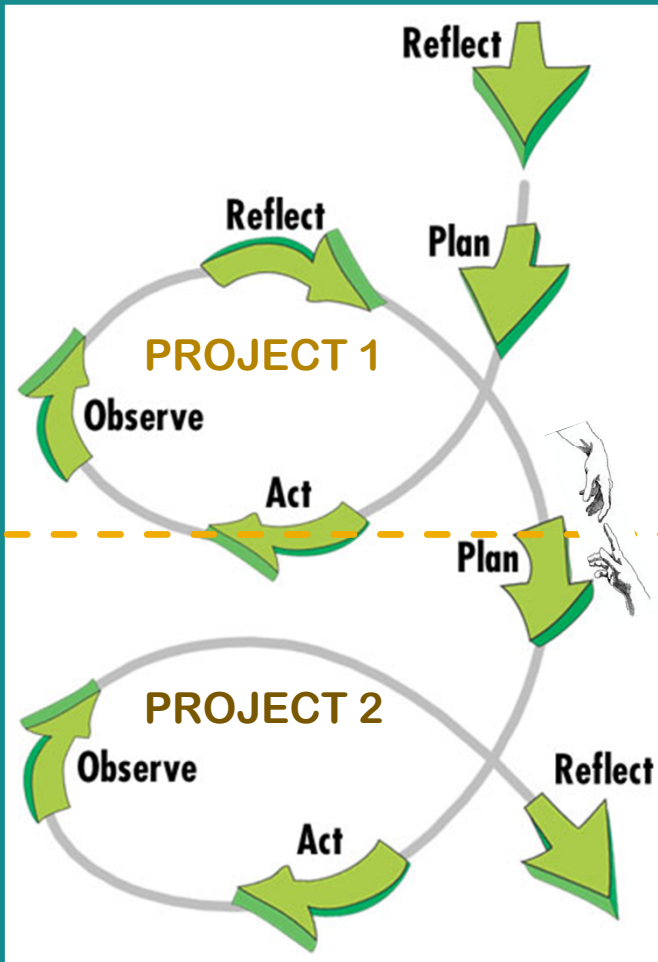 Reflect
Plan
Reflect
PROJECT 1
Observe
Act
Plan
PROJECT 2
Observe
Act
Reflect